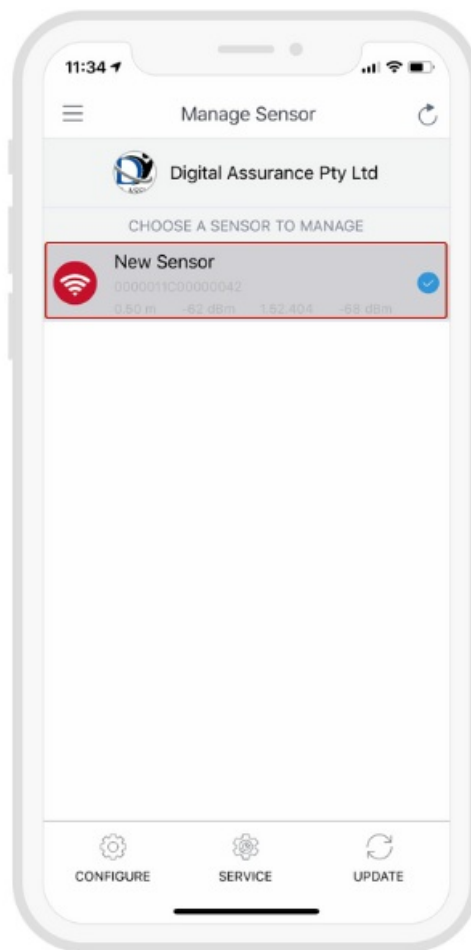 11:34
Manage Sensor
Digital Assurance Pty Ltd
CHOOSE A SENSOR TO MANAGE
New Sensor
0000011C00000042
0.50 m -62 dBm 1.52.404 -68 dBm
CONFIGURE SERVICE UPDATE